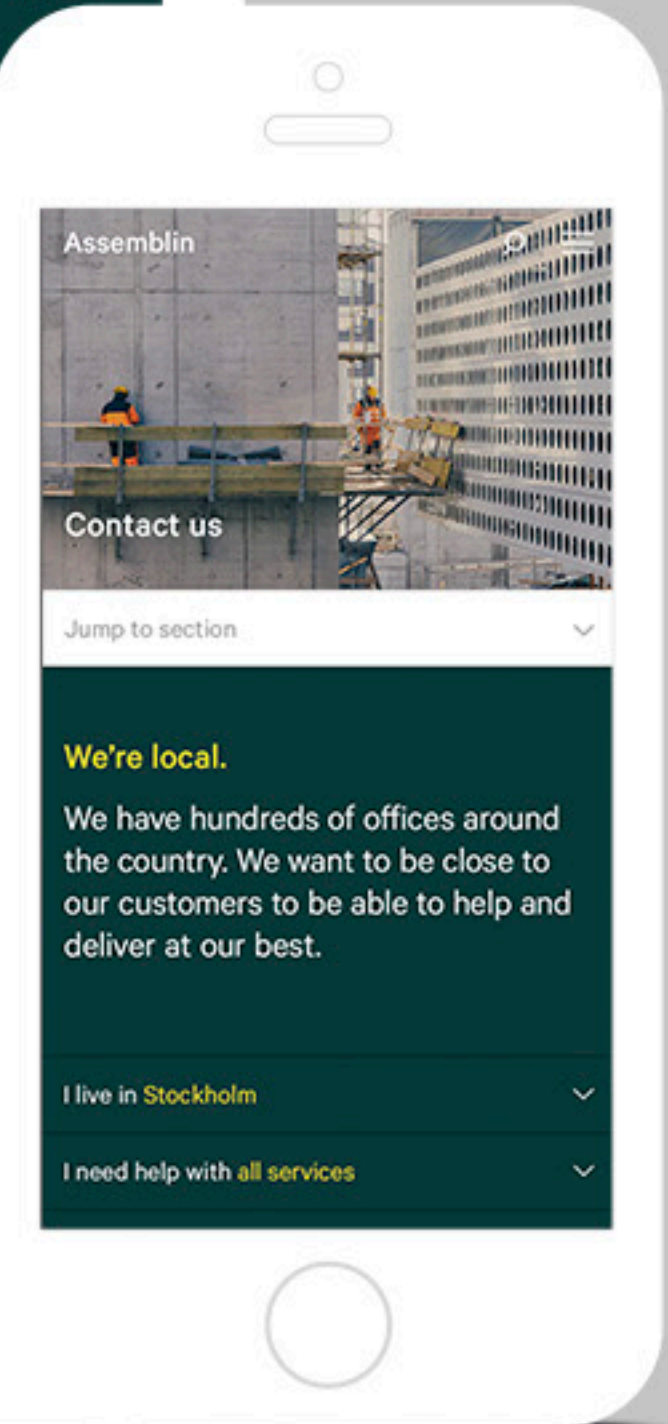 Assemblin
Contact us
Jump to section
We're local.
We have hundreds of offices around
the country. We want to be close to
our customers to be able to help and
deliver at our best.
I live in Stockholm
I need help with all services